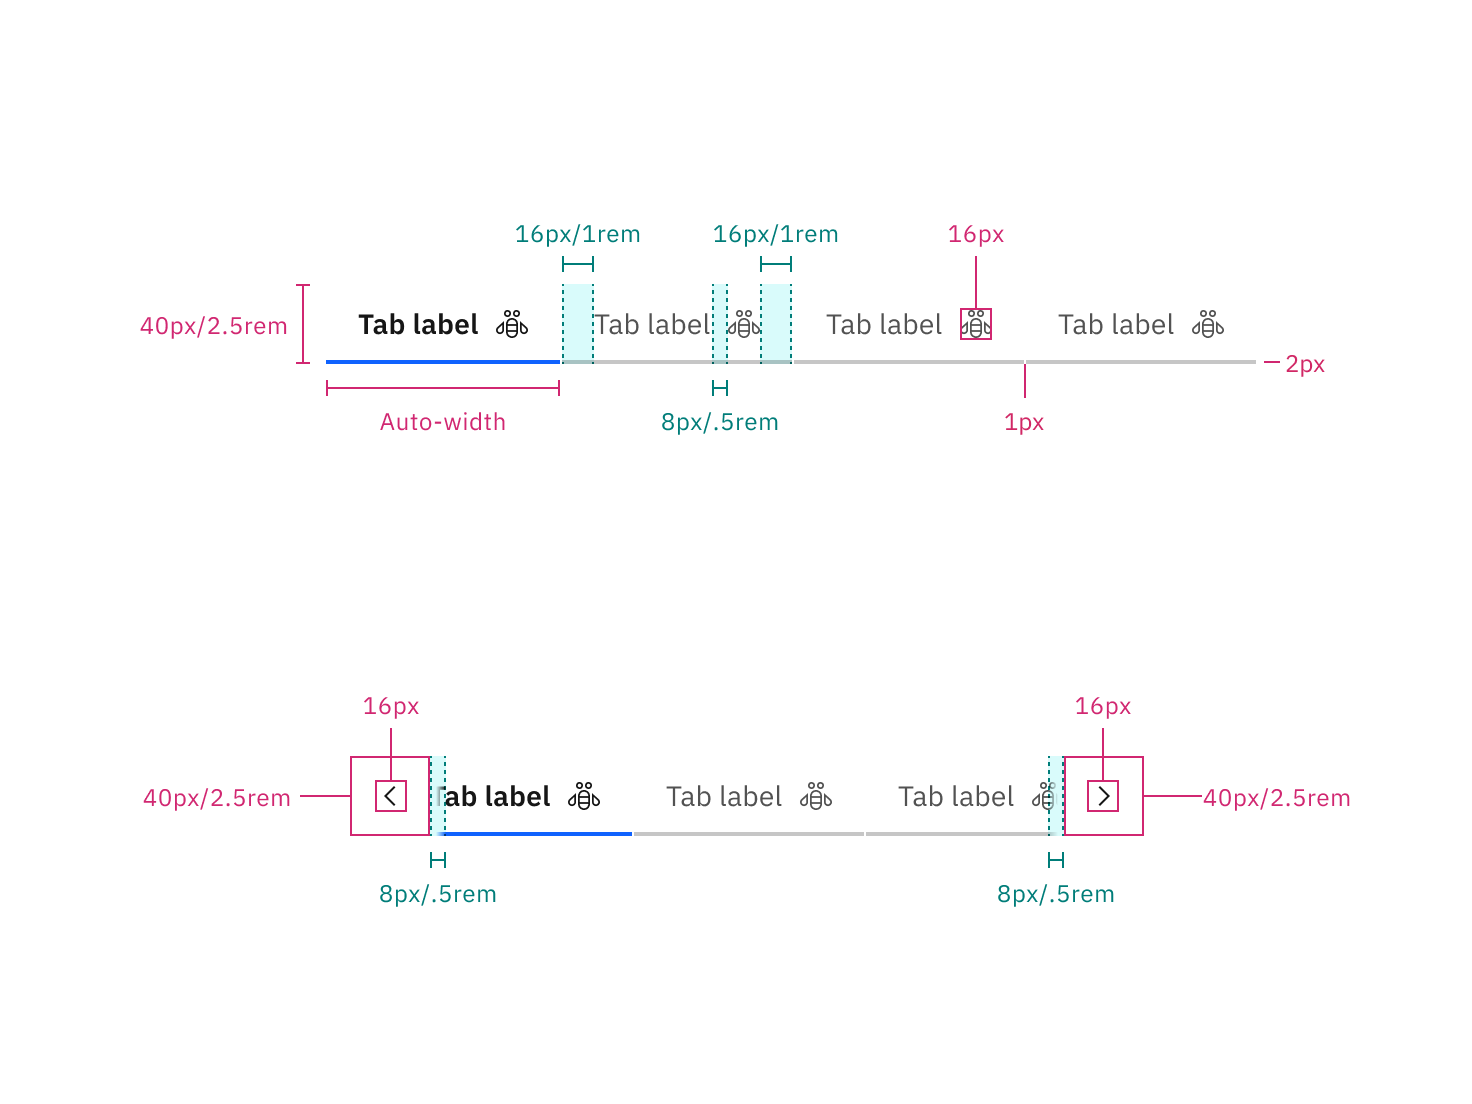 16px/1rem 16px/1rem 16px
40px/2.5rem Tab label Tab label Tab label Tab label
2px
Auto-width 8px/.5rem 1px
16px 16px
40px/2.5rem Tab label Tab label Tab label 40px/2.5rem
8px/.5rem 8px/.5rem